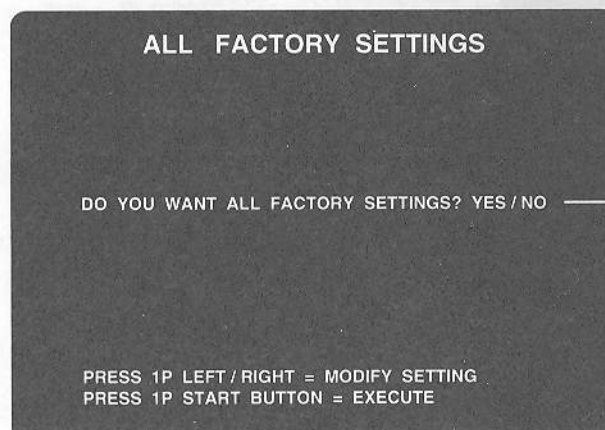 ALL FACTORY SETTINGS
DO YOU WANT ALL FACTORY SETTINGS? YES / NO
PRESS 1P LEFT / RIGHT = MODIFY SETTING
PRESS 1P START BUTTON = EXECUTE